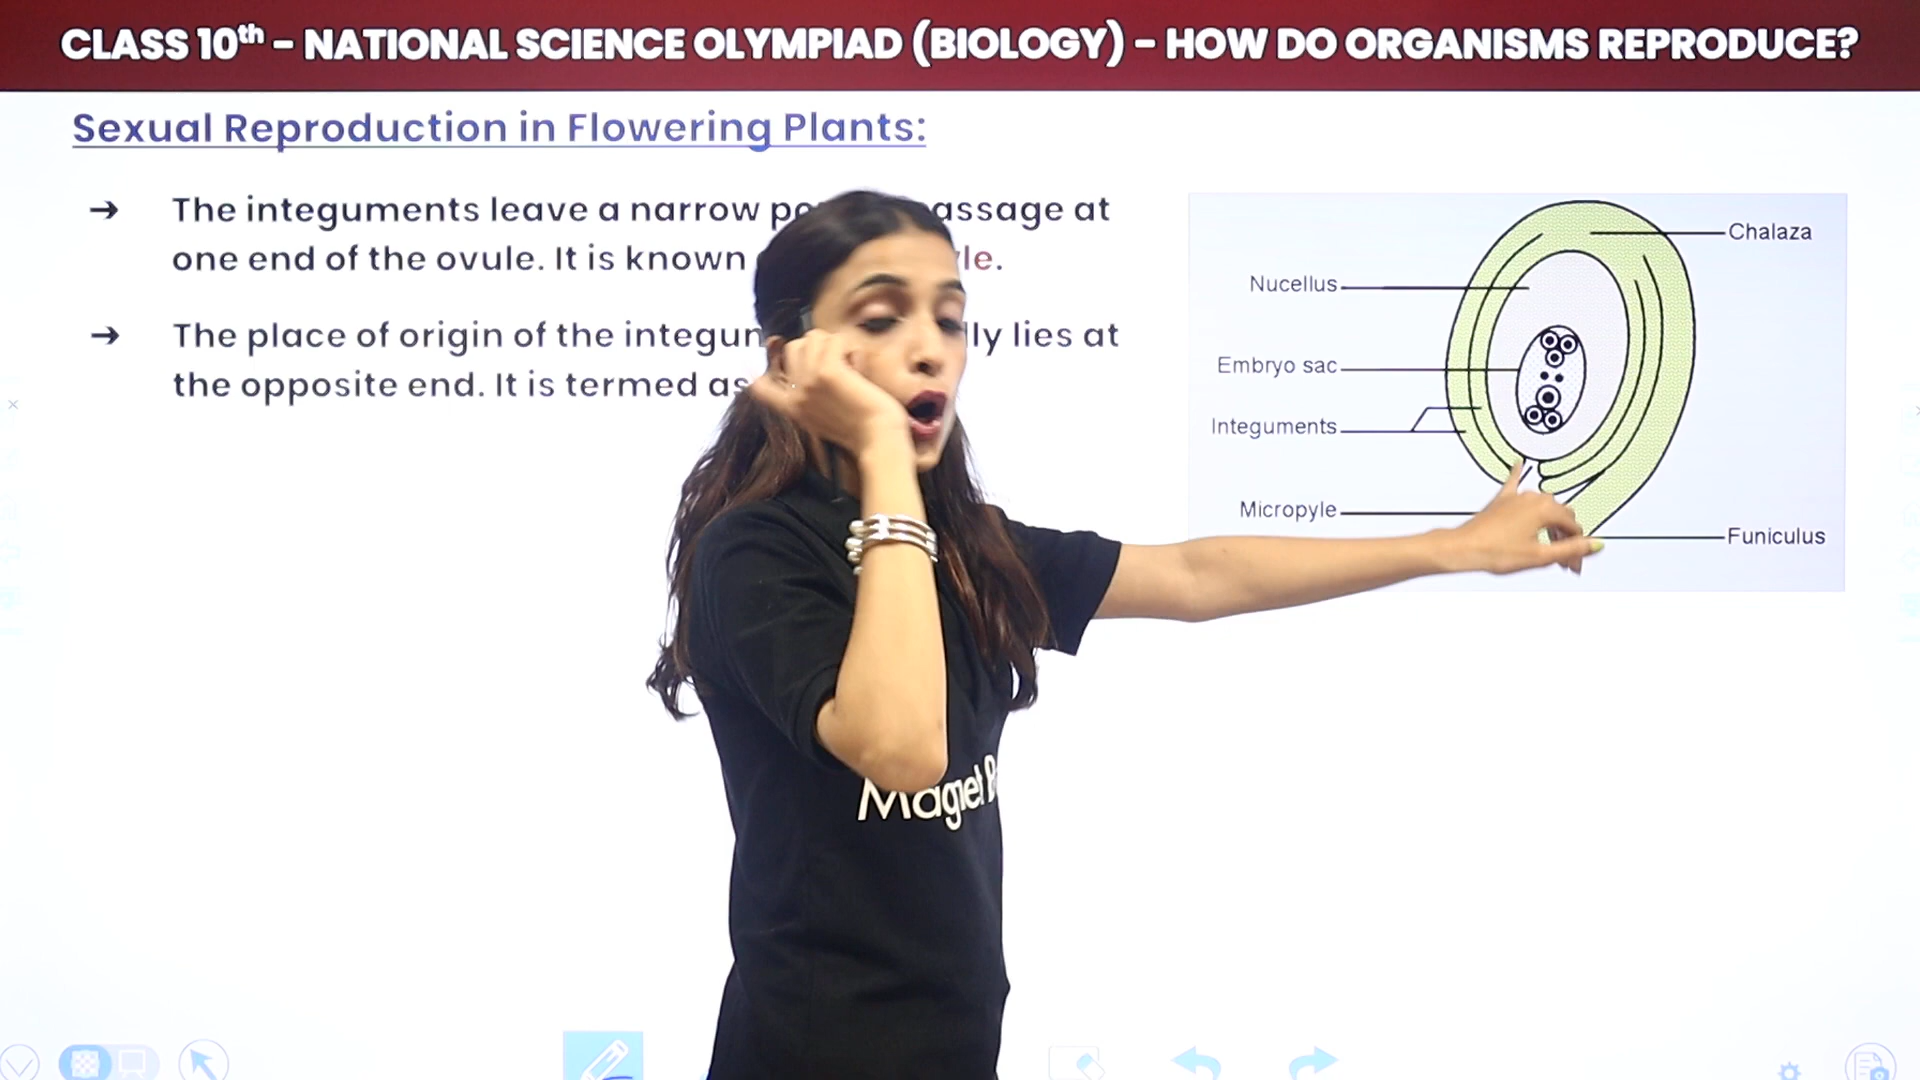 CLASS 10th – NATIONAL SCIENCE OLYMPIAD (BIOLOGY) – HOW DO ORGANISMS REPRODUCE?
Sexual Reproduction in Flowering Plants:
→ The integuments leave a narrow assage at
one end of the ovule. It is known le.
→ The place of origin of the integun lly lies at
the opposite end. It is termed as
Chalaza
Nucellus
Embryo sac
Integuments
Micropyle
Funiculus
Magnet